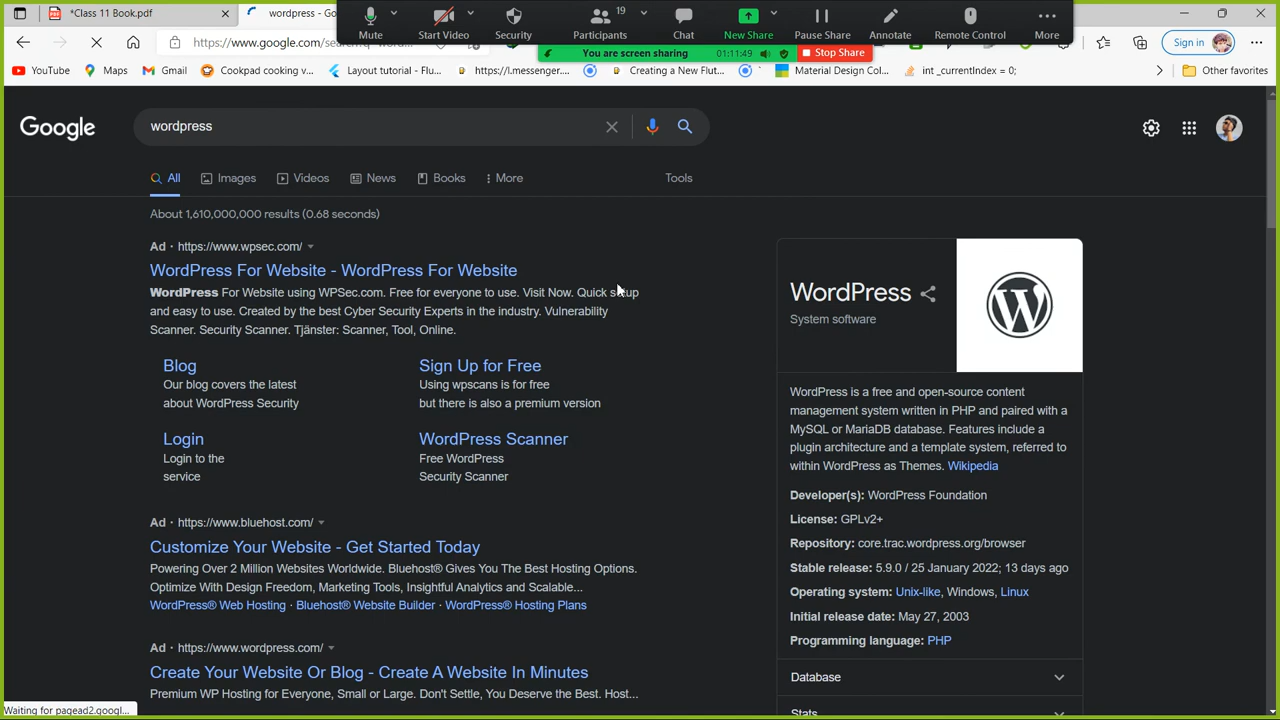 *Class 11 Book.pdf
wordpress - Go
Mute
Start Video
Security
19
Participants
Chat
New Share
Pause Share
Annotate
Remote Control
More
You are screen sharing
01:11:49
Stop Share
Sign in
YouTube
Maps
Gmail
Cookpad cooking v...
Layout tutorial - Flu...
https://l.messenger...
Creating a New Flut...
Material Design Col...
int _currentIndex = 0;
Other favorites
Google
wordpress
All
Images
Videos
News
Books
More
Tools
About 1,610,000,000 results (0.68 seconds)
Ad · https://www.wpsec.com/
WordPress For Website - WordPress For Website
WordPress For Website using WPSec.com. Free for everyone to use. Visit Now. Quick setup
and easy to use. Created by the best Cyber Security Experts in the industry. Vulnerability
Scanner. Security Scanner. Tjänster: Scanner, Tool, Online.
Blog
Our blog covers the latest
about WordPress Security
Sign Up for Free
Using wpscans is for free
but there is also a premium version
Login
Login to the
service
WordPress Scanner
Free WordPress
Security Scanner
Ad · https://www.bluehost.com/
Customize Your Website - Get Started Today
Powering Over 2 Million Websites Worldwide. Bluehost® Gives You The Best Hosting Options.
Optimize With Design Freedom, Marketing Tools, Insightful Analytics and Scalable...
WordPress® Web Hosting · Bluehost® Website Builder · WordPress® Hosting Plans
Ad · https://www.wordpress.com/
Create Your Website Or Blog - Create A Website In Minutes
Premium WP Hosting for Everyone, Small or Large. Don't Settle, You Deserve the Best. Host...
WordPress
System software
WordPress is a free and open-source content
management system written in PHP and paired with a
MySQL or MariaDB database. Features include a
plugin architecture and a template system, referred to
within WordPress as Themes. Wikipedia
Developer(s): WordPress Foundation
License: GPLv2+
Repository: core.trac.wordpress.org/browser
Stable release: 5.9.0 / 25 January 2022; 13 days ago
Operating system: Unix-like, Windows, Linux
Initial release date: May 27, 2003
Programming language: PHP
Database
Stats
Waiting for pagead2.googl...